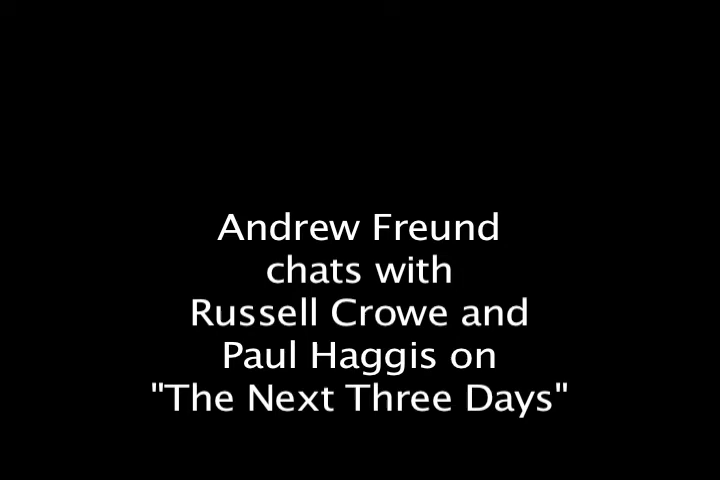 Andrew Freund
chats with
Russell Crowe and
Paul Haggis on
"The Next Three Days"